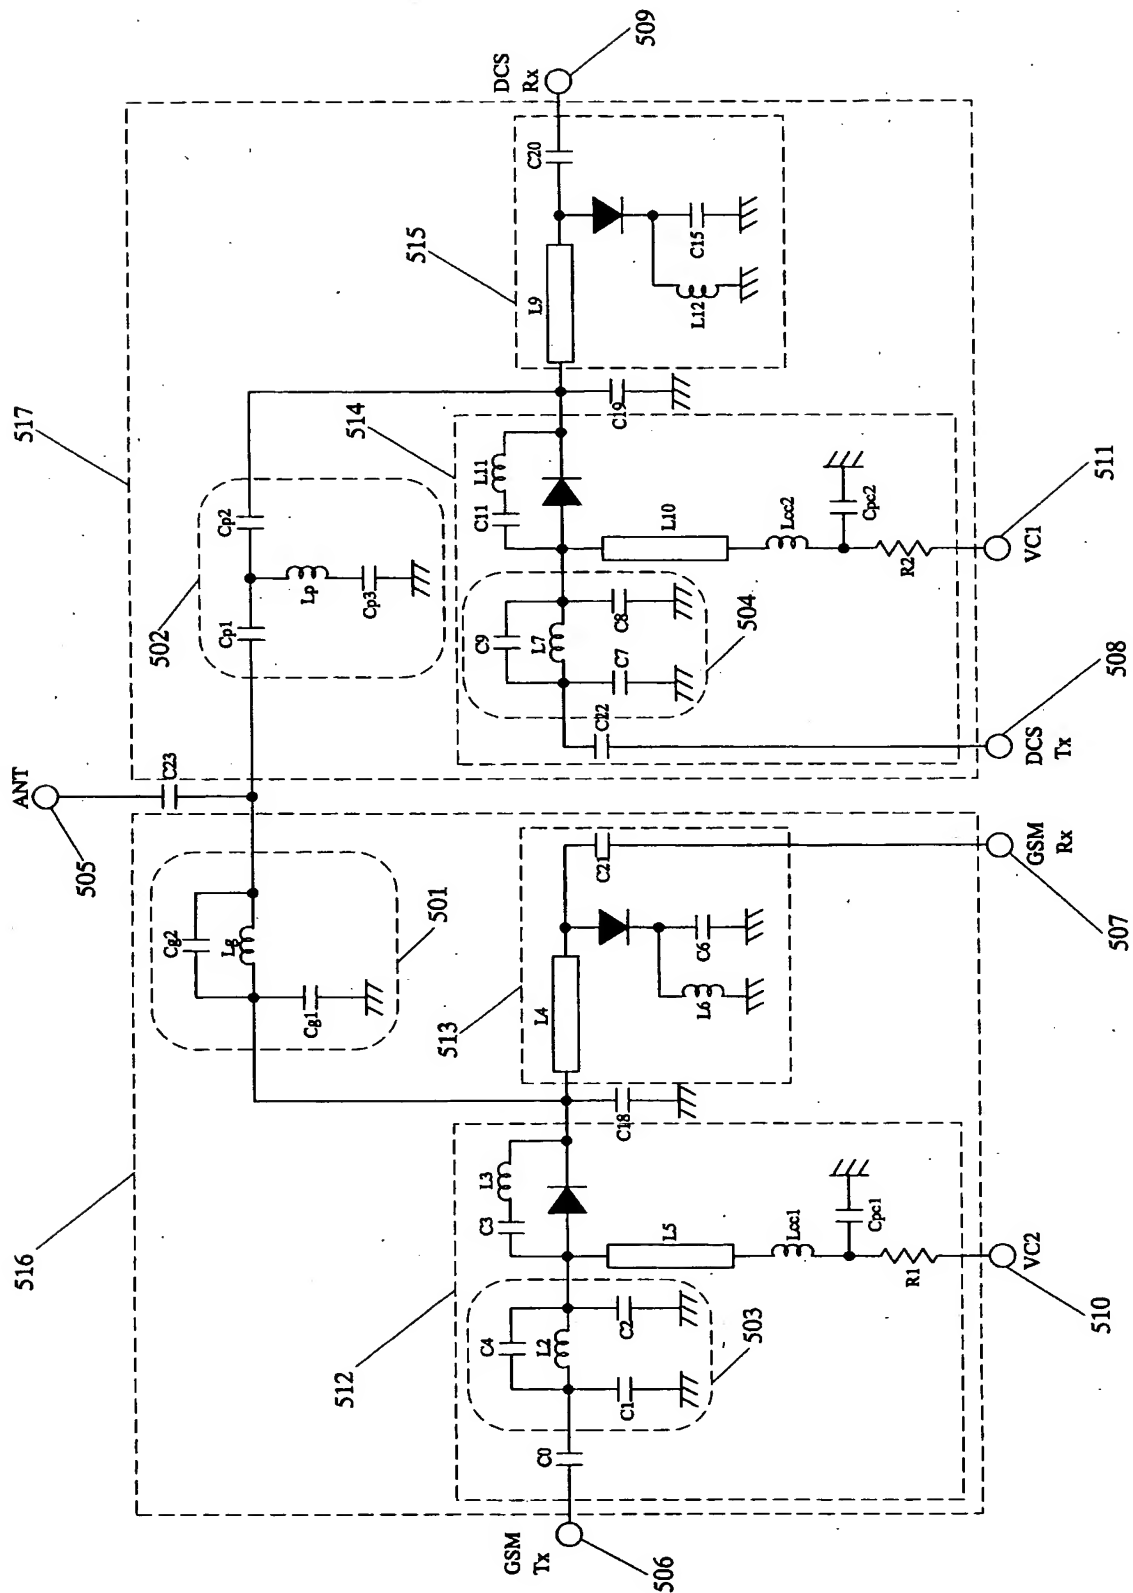 ANT
505
C23
517
516
502
Cp1
Cp2
Lp
Cp3
Cg2
Lg
Cg1
501
512
C0
C4
L2
C1
C2
503
C3
L3
L5
Lcc1
Cpc1
R1
VC2
510
GSM
Tx
506
C18
513
L4
L6
C6
C21
GSM
Rx
507
514
C22
C9
L7
C7
C8
504
C11
L11
L10
Lcc2
Cpc2
R2
VC1
511
DCS
Tx
508
C19
515
L9
L12
C15
C20
DCS
Rx
509